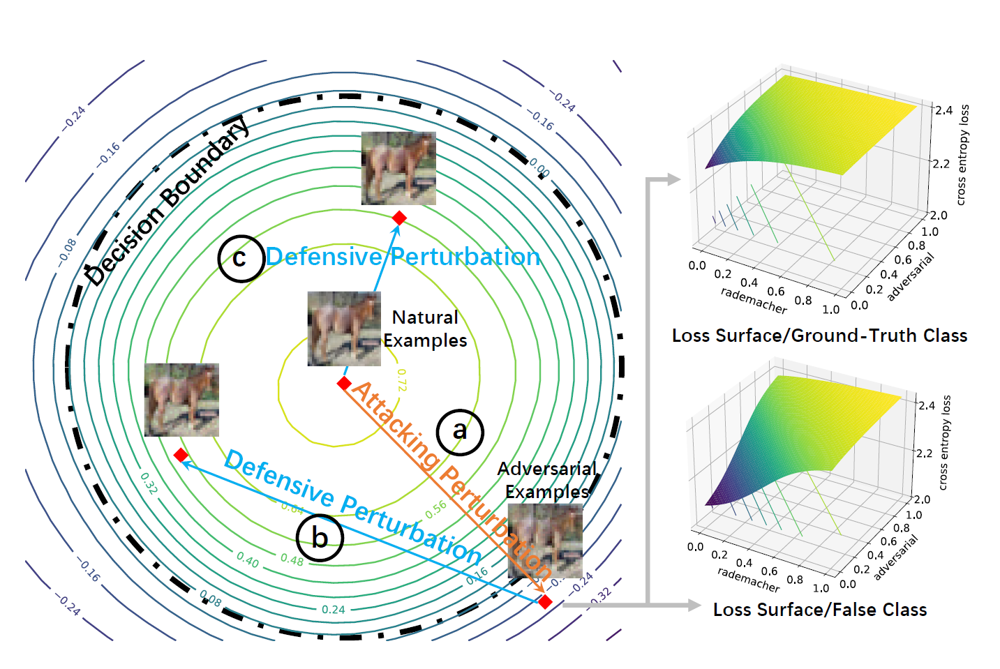 −0.24
−0.16
−0.08
−0.24
−0.16
0.00
Decision Boundary
c
Defensive Perturbation
Natural
Examples
0.72
Attacking Perturbation
a
Adversarial
Examples
Defensive Perturbation
b
0.32
0.64
0.56
0.40
0.48
0.16
0.24
0.08
−0.16
−0.24
−0.24
0.32
2.4
2.2
2.0
cross entropy loss
0.0
0.2
0.4
0.6
0.8
1.0
rademacher
0.0
0.2
0.4
0.6
0.8
1.0
adversarial
Loss Surface/Ground-Truth Class
2.4
2.2
2.0
cross entropy loss
0.0
0.2
0.4
0.6
0.8
1.0
rademacher
0.0
0.2
0.4
0.6
0.8
1.0
adversarial
Loss Surface/False Class